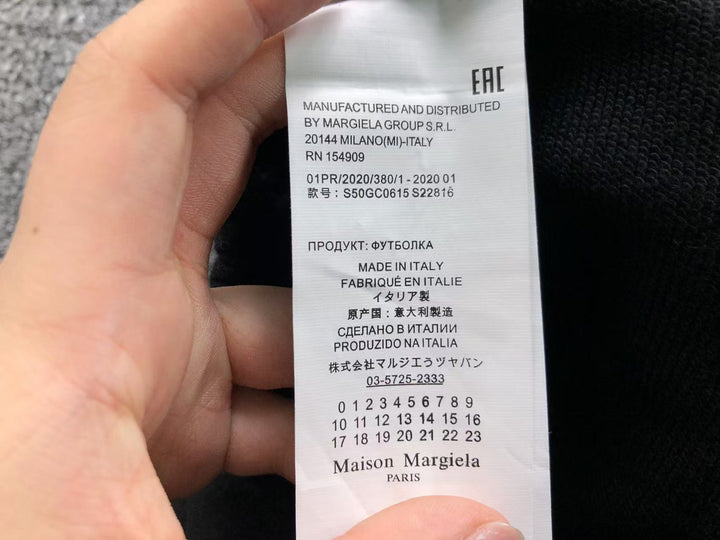 EAC
MANUFACTURED AND DISTRIBUTED
BY MARGIELA GROUP S.R.L.
20144 MILANO(MI)-ITALY
RN 154909
01PR/2020/380/1 - 2020 01
款号: S50GC0615 S22816
ПРОДУКТ: ФУТБОЛКА
MADE IN ITALY
FABRIQUÉ EN ITALIE
イタリア製
原产国：意大利製造
СДЕЛАНО В ИТАЛИИ
PRODUZIDO NA ITALIA
株式会社マルジエうツヤバン
03-5725-2333
0 1 2 3 4 5 6 7 8 9
10 11 12 13 14 15 16
17 18 19 20 21 22 23
Maison Margiela
PARIS